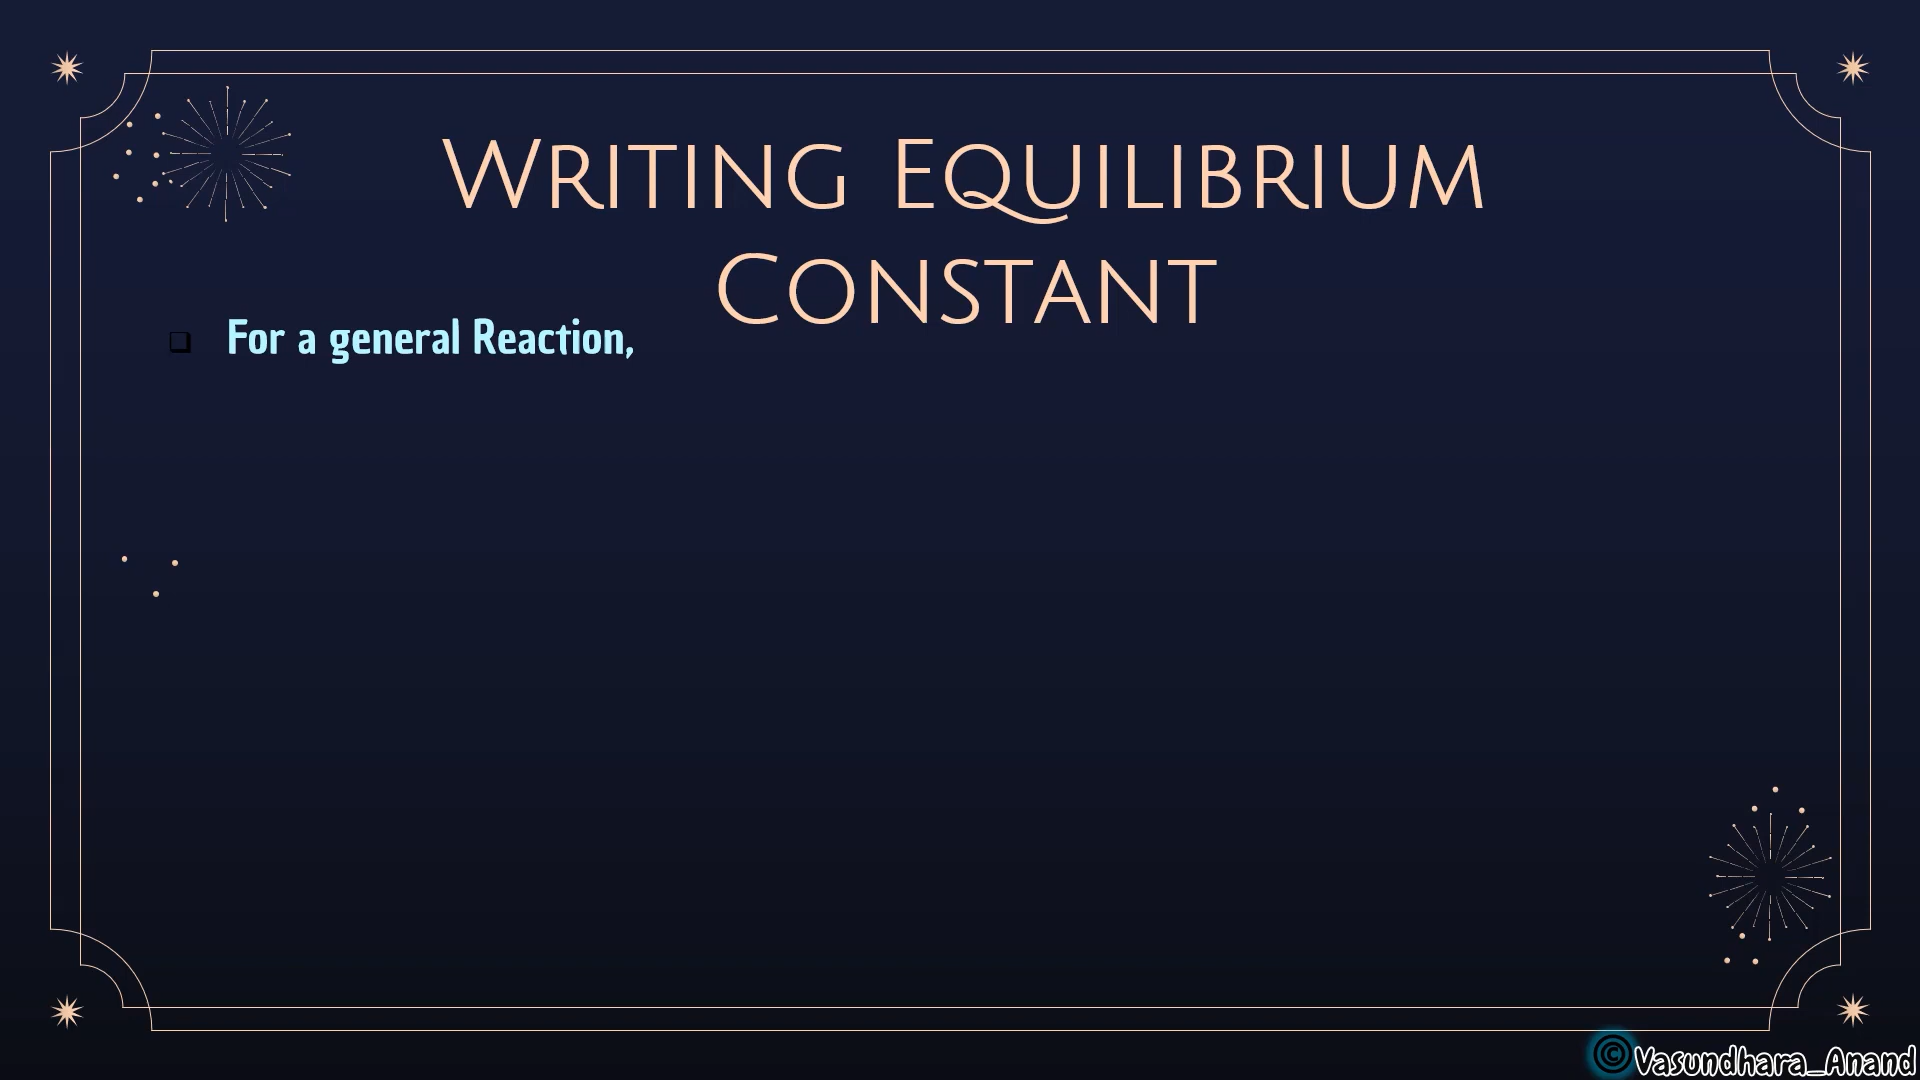 Writing Equilibrium
Constant
❑ For a general Reaction,
© Vasundhara_Anand